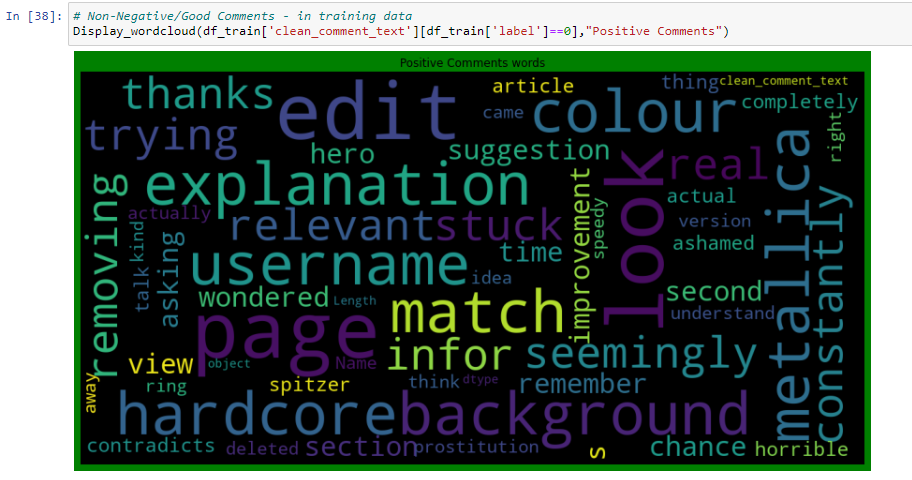 In [38]:
# Non-Negative/Good Comments - in training data
Display_wordcloud(df_train['clean_comment_text'][df_train['label']==0],"Positive Comments")
Positive Comments words
thanks
edit
article
thing
clean_comment_text
came
colour
completely
trying
hero
suggestion
right
explanation
look
real
metallica
removing
actually
relevant
stuck
improvement
speedy
actual
version
constantly
kind
talk
asking
username
time
ashamed
idea
wondered
Length
match
second
understand
page
infor
seemingly
view
object
Name
away
ring
spitzer
think
dtype
remember
hardcore
background
contradicts
deleted
section
prostitution
s
chance
horrible